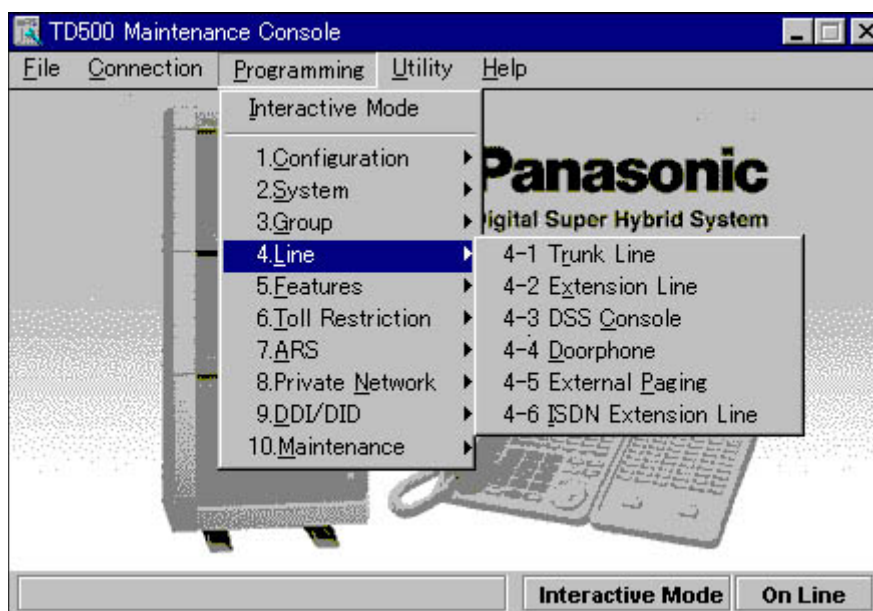 TD500 Maintenance Console
File Connection Programming Utility Help
Interactive Mode
1.Configuration
2.System
3.Group
4.Line
5.Features
6.Toll Restriction
7.ARS
8.Private Network
9.DDI/DID
10.Maintenance
Panasonic
igital Super Hybrid System
4-1 Trunk Line
4-2 Extension Line
4-3 DSS Console
4-4 Doorphone
4-5 External Paging
4-6 ISDN Extension Line
Interactive Mode
On Line